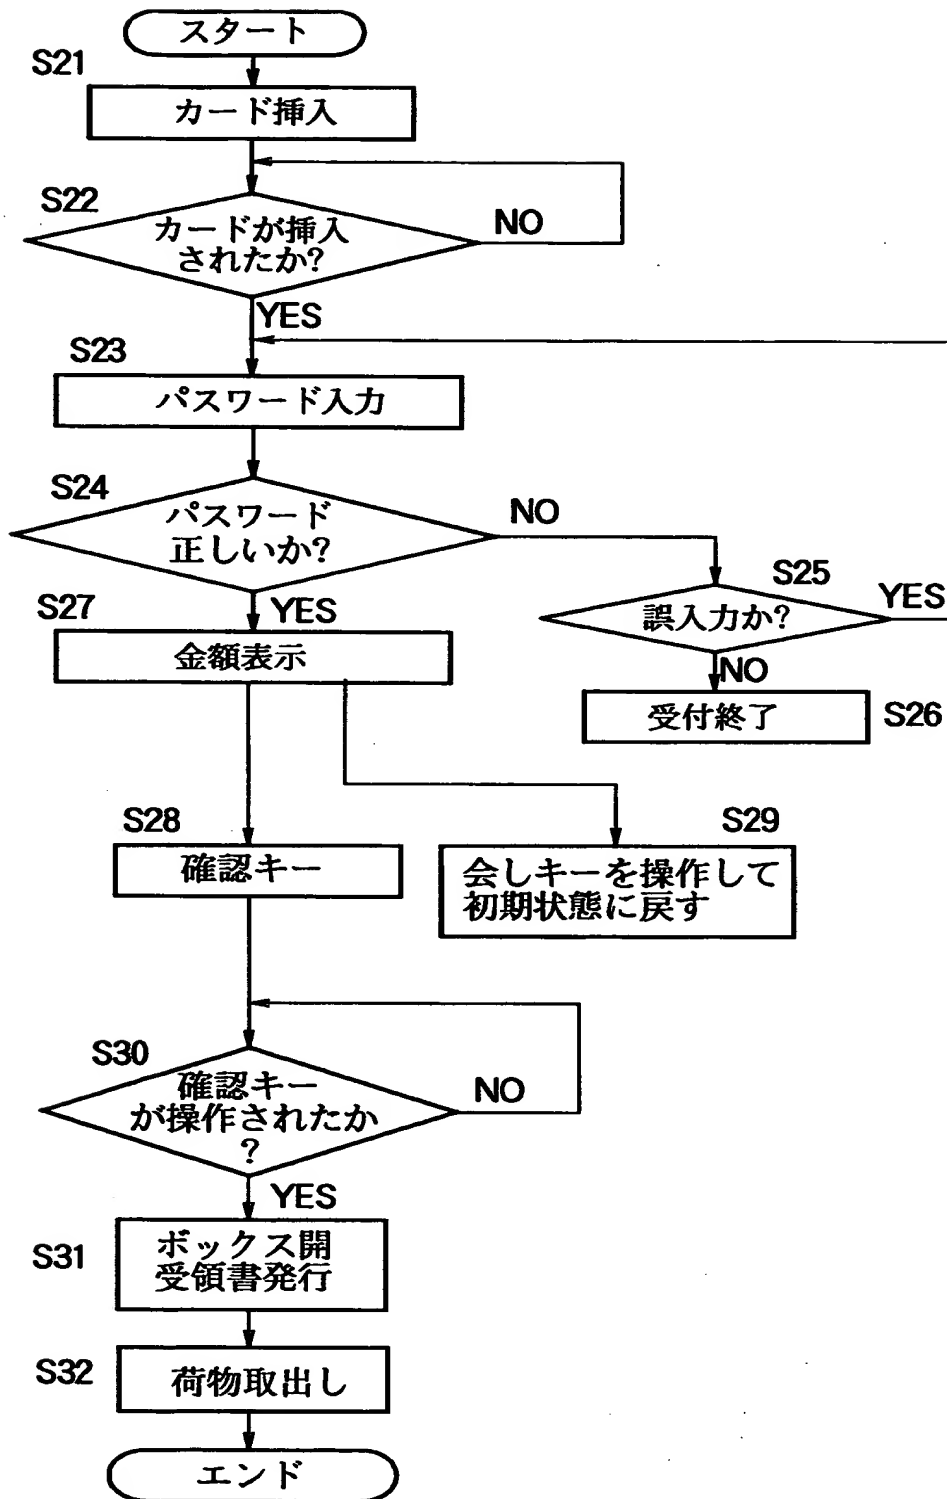 スタート
S21
カード挿入
S22
カードが挿入
されたか?
NO
YES
S23
パスワード入力
S24
パスワード
正しいか?
NO
YES
S25
誤入力か?
YES
NO
S26
受付終了
S27
金額表示
S28
確認キー
S29
会しキーを操作して
初期状態に戻す
S30
確認キー
が操作されたか
?
NO
YES
S31
ボックス開
受領書発行
S32
荷物取出し
エンド